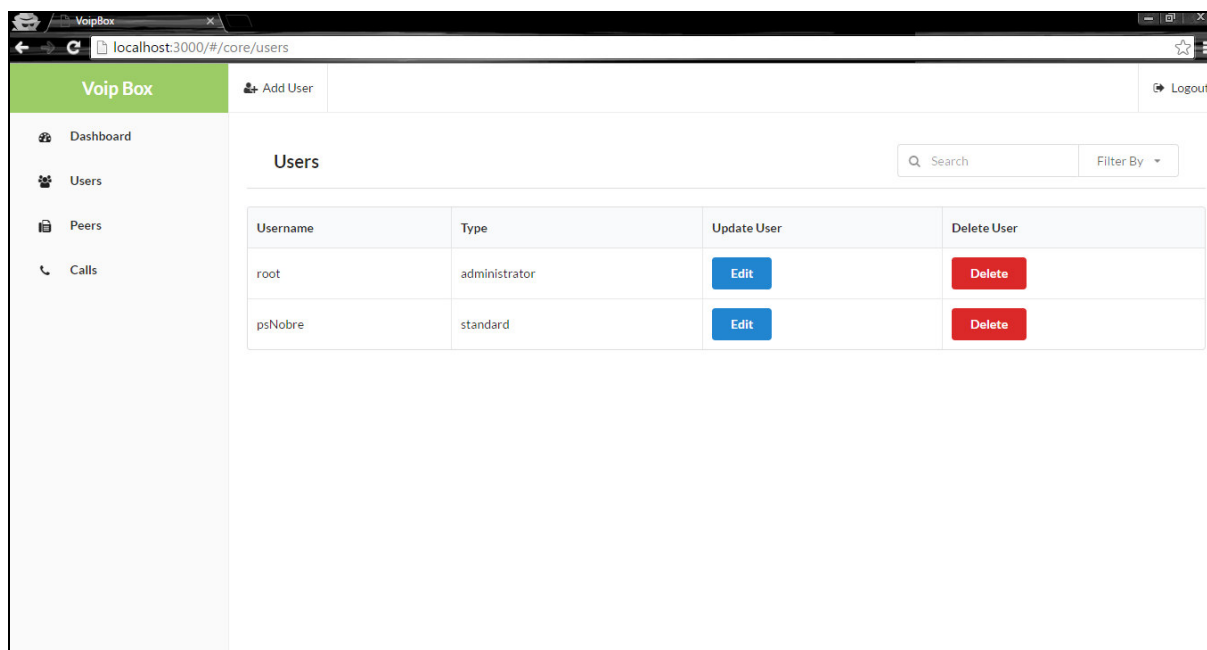 VoipBox
localhost:3000/#/core/users
Voip Box
Add User
Logout
Dashboard
Users
Peers
Calls
Users
Search
Filter By
Username Type Update User Delete User
root administrator Edit Delete
psNobre standard Edit Delete